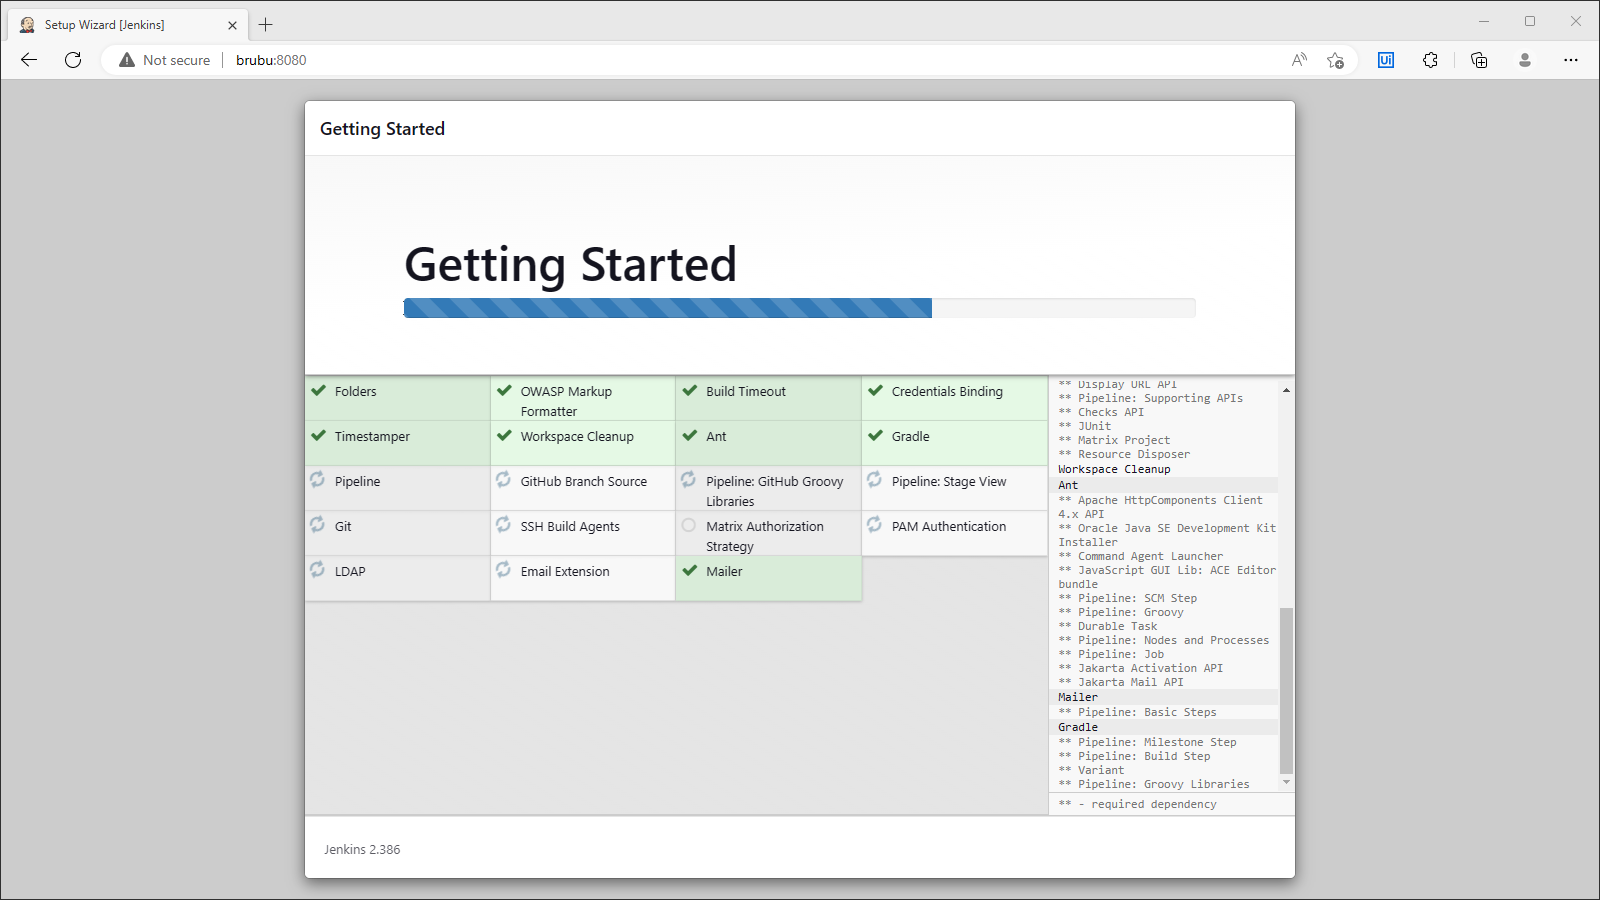 Setup Wizard [Jenkins]
Not secure
brubu:8080
Getting Started
Getting Started
Folders
OWASP Markup
Formatter
Build Timeout
Credentials Binding
Timestamper
Workspace Cleanup
Ant
Gradle
Pipeline
GitHub Branch Source
Pipeline: GitHub Groovy
Libraries
Pipeline: Stage View
Git
SSH Build Agents
Matrix Authorization
Strategy
PAM Authentication
LDAP
Email Extension
Mailer
** Display URL API
** Pipeline: Supporting APIs
** Checks API
** JUnit
** Matrix Project
** Resource Disposer
Workspace Cleanup
Ant
** Apache HttpComponents Client
4.x API
** Oracle Java SE Development Kit
Installer
** Command Agent Launcher
** JavaScript GUI Lib: ACE Editor
bundle
** Pipeline: SCM Step
** Pipeline: Groovy
** Durable Task
** Pipeline: Nodes and Processes
** Pipeline: Job
** Jakarta Activation API
** Jakarta Mail API
Mailer
** Pipeline: Basic Steps
Gradle
** Pipeline: Milestone Step
** Pipeline: Build Step
** Variant
** Pipeline: Groovy Libraries
** - required dependency
Jenkins 2.386